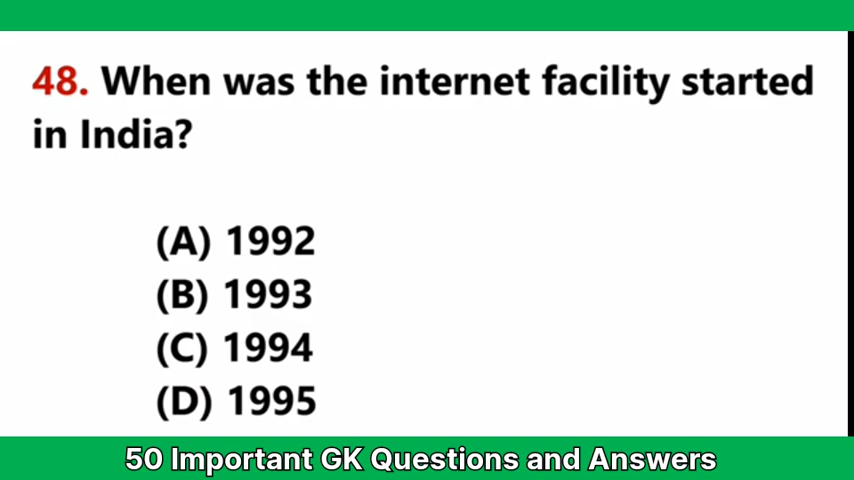 48. When was the internet facility started
in India?
(A) 1992
(B) 1993
(C) 1994
(D) 1995
50 Important GK Questions and Answers